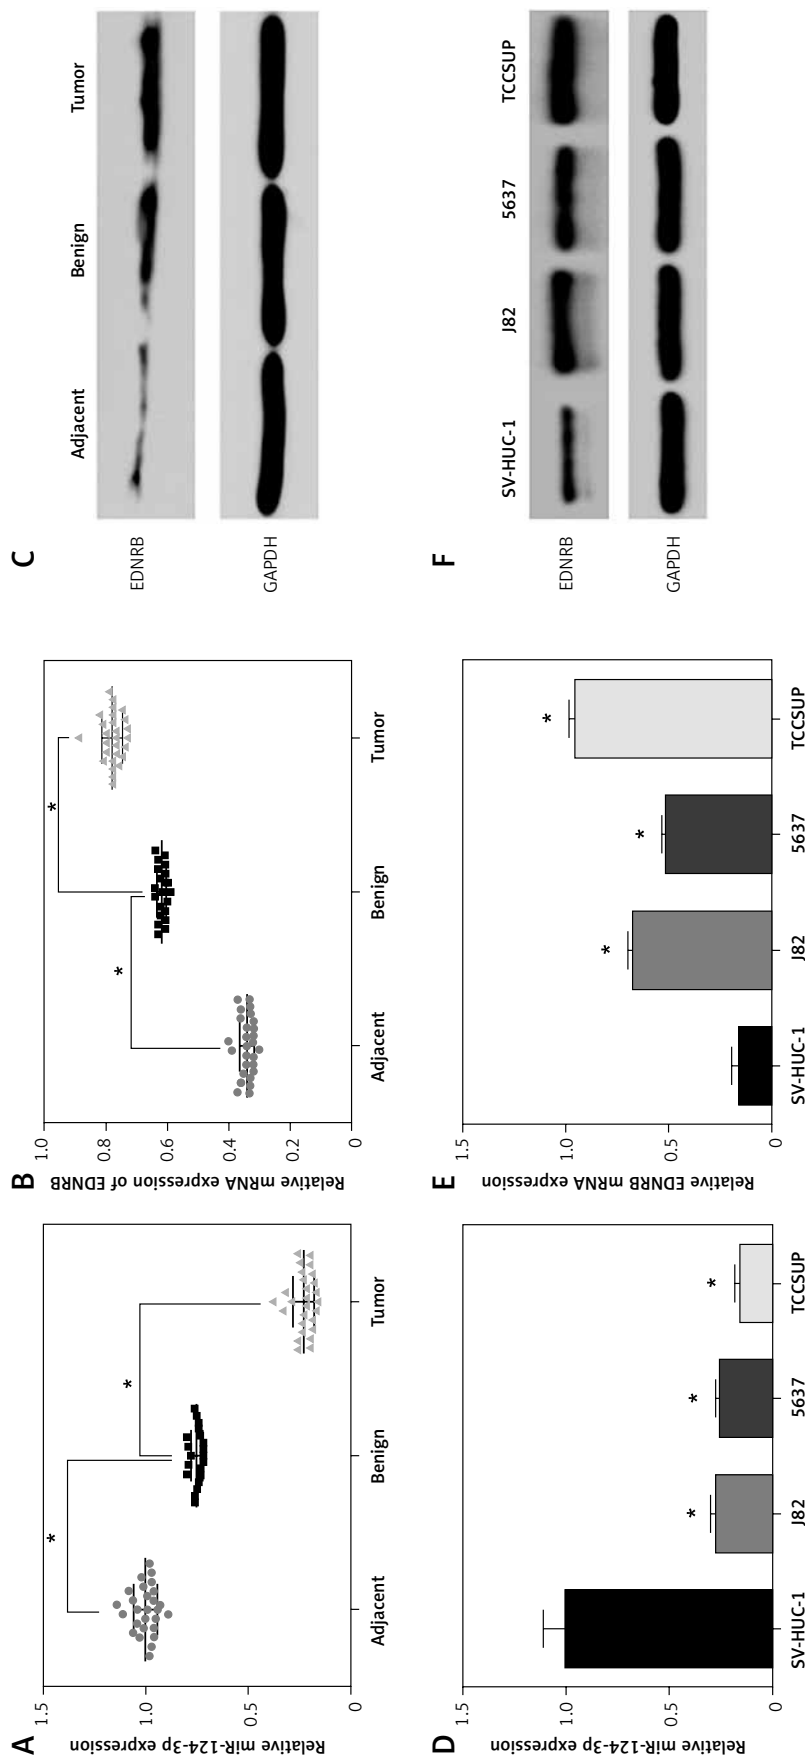 A
Relative miR-124-3p expression
1.5
1.0
0.5
0
*
*
Adjacent
Benign
Tumor
B
Relative mRNA expression of EDNRB
1.0
0.8
0.6
0.4
0.2
0
*
*
Adjacent
Benign
Tumor
C
Adjacent
Benign
Tumor
EDNRB
GAPDH
D
Relative miR-124-3p expression
1.5
1.0
0.5
0
*
*
*
SV-HUC-1
J82
5637
TCCSUP
E
Relative EDNRB mRNA expression
1.5
1.0
0.5
0
*
*
*
SV-HUC-1
J82
5637
TCCSUP
F
SV-HUC-1
J82
5637
TCCSUP
EDNRB
GAPDH